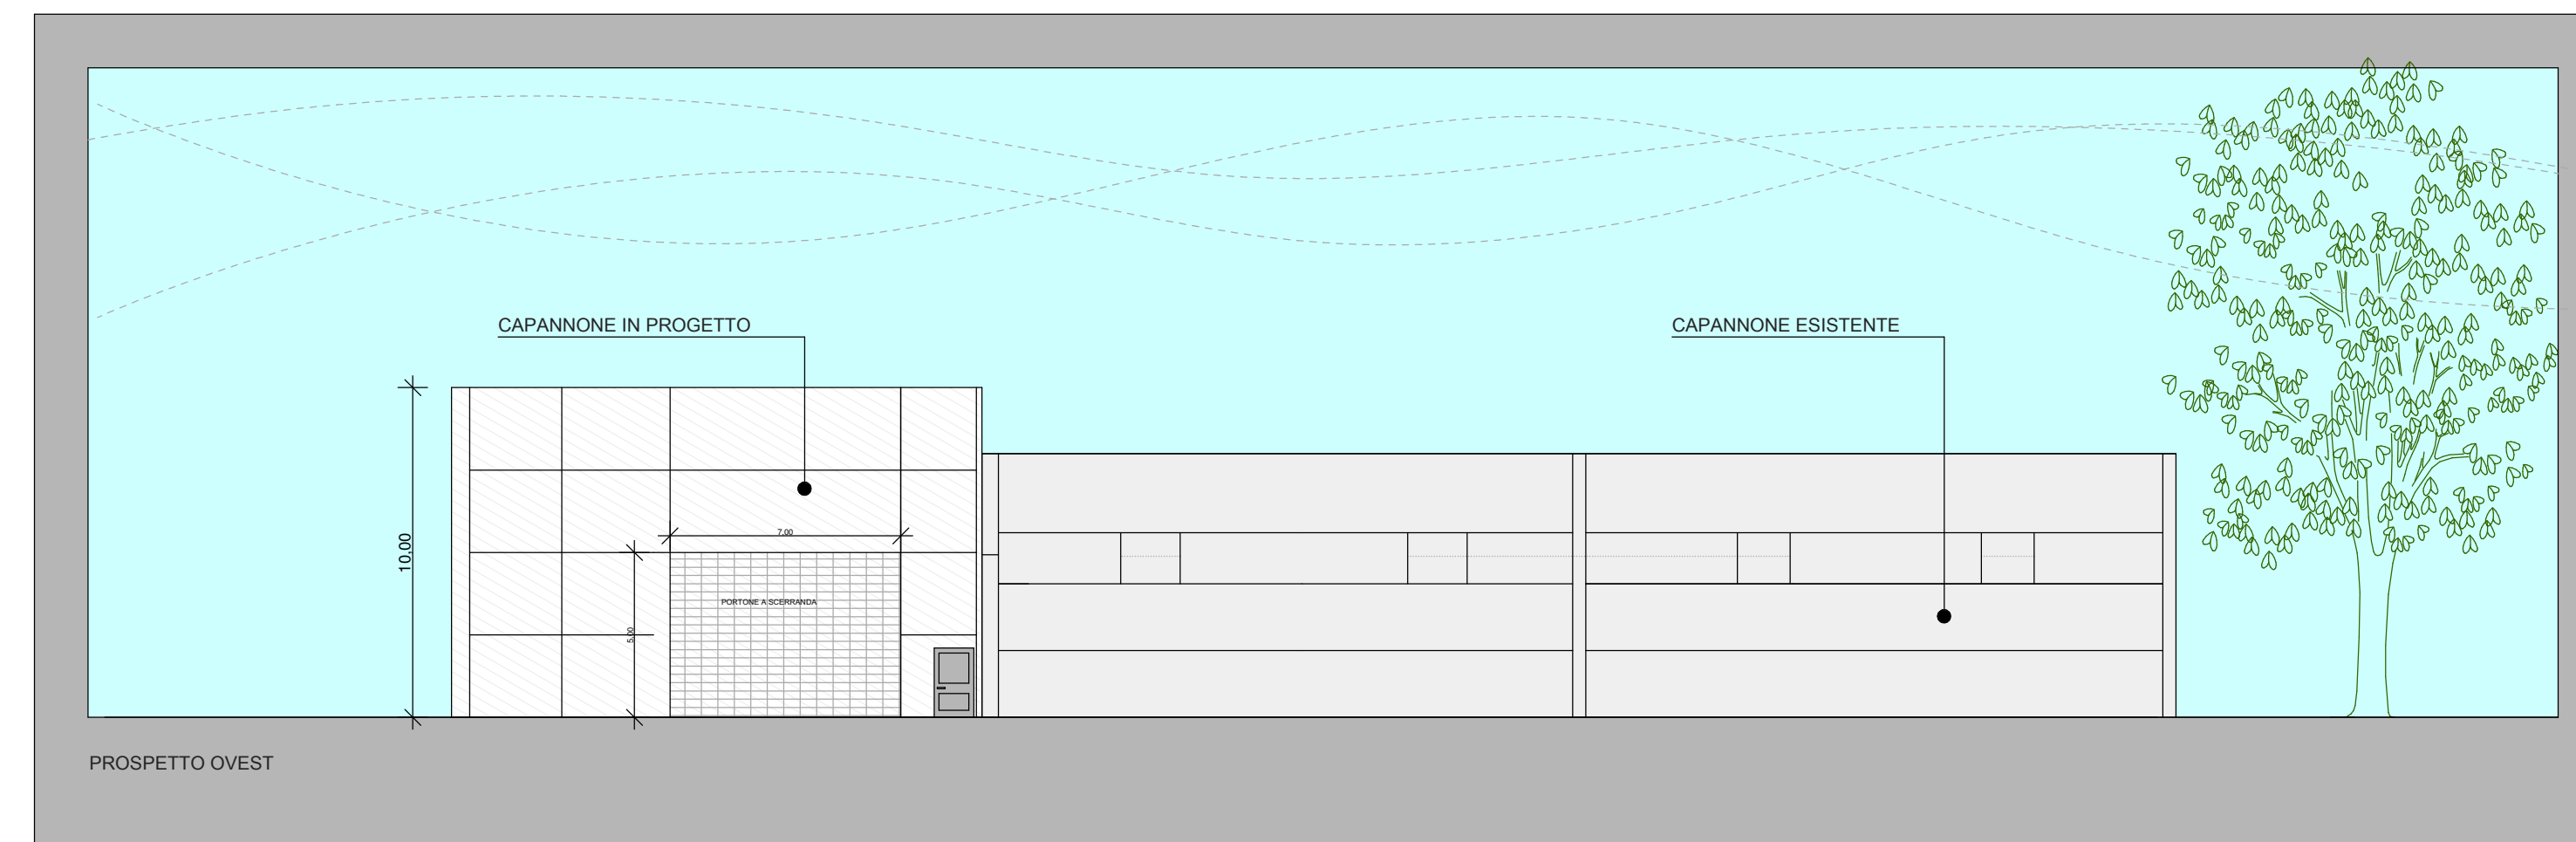 CAPANNONE IN PROGETTO
CAPANNONE ESISTENTE
10,00
7,00
PORTONE A SCERRANDA
5,00
PROSPETTO OVEST